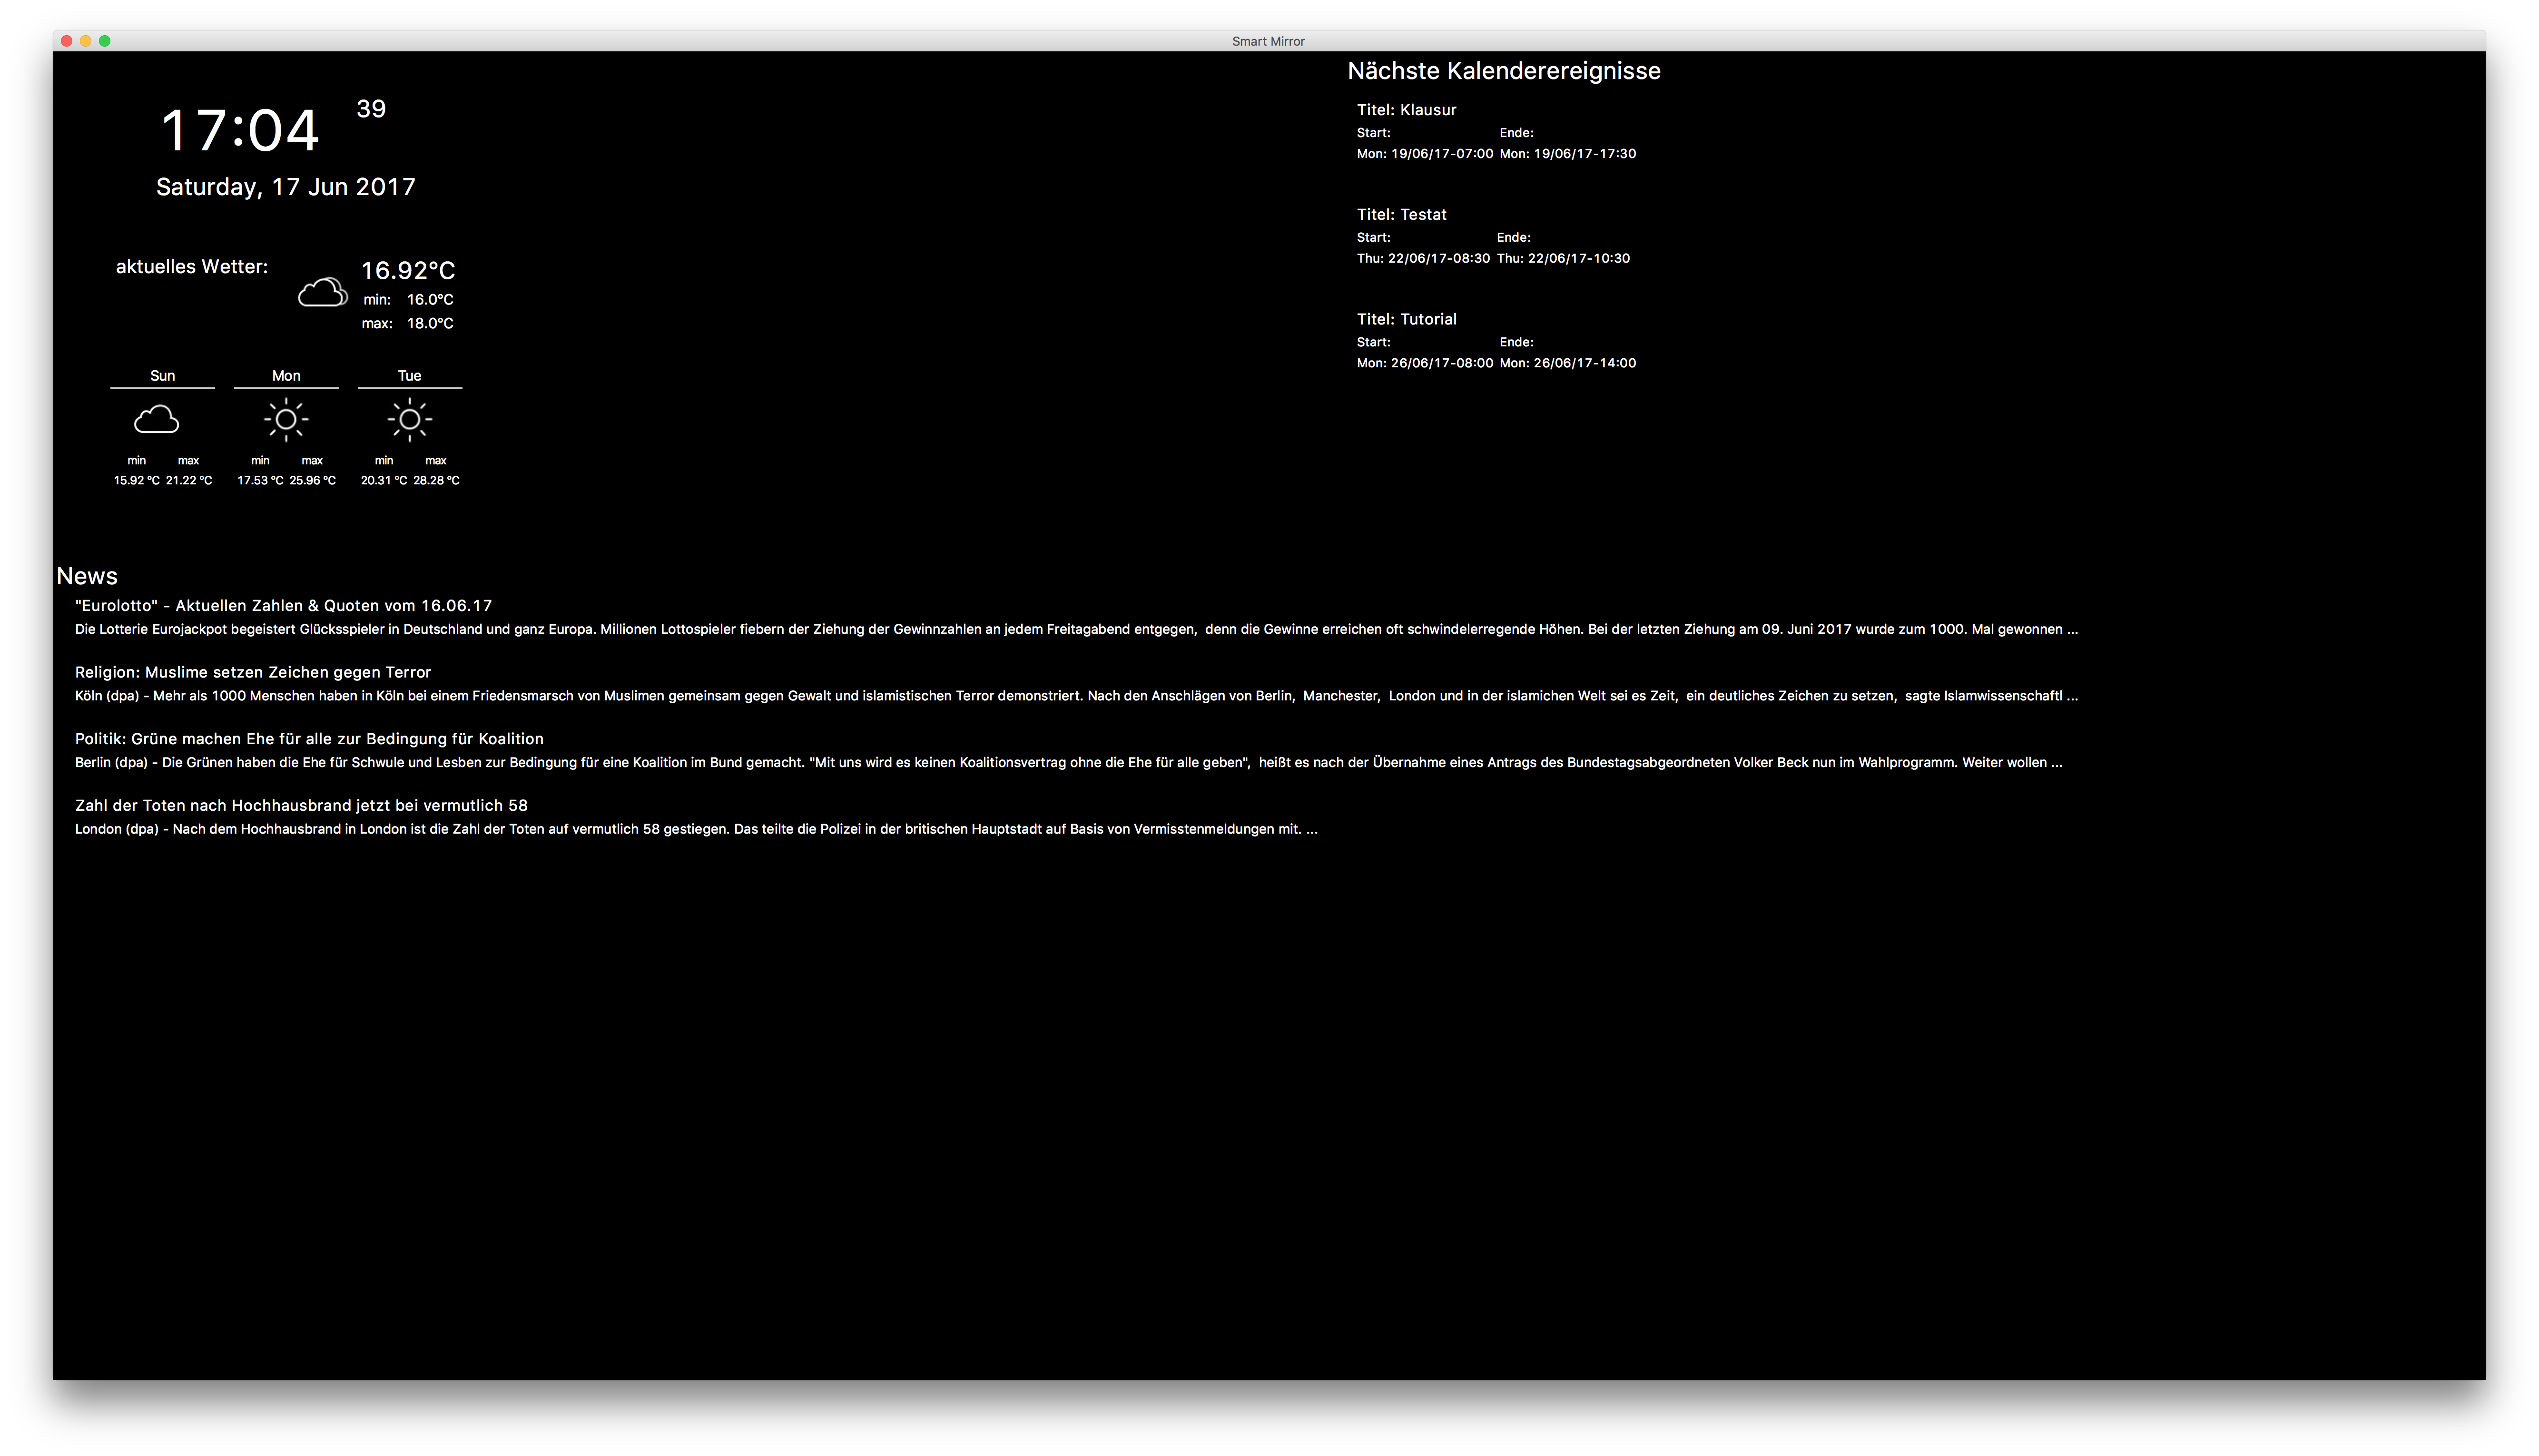 Smart Mirror
17:04 39
Saturday, 17 Jun 2017
aktuelles Wetter:
16.92°C
min: 16.0°C
max: 18.0°C
Sun Mon Tue
min max min max min max
15.92 °C 21.22 °C 17.53 °C 25.96 °C 20.31 °C 28.28 °C
Nächste Kalenderereignisse
Titel: Klausur
Start: Ende:
Mon: 19/06/17-07:00 Mon: 19/06/17-17:30
Titel: Testat
Start: Ende:
Thu: 22/06/17-08:30 Thu: 22/06/17-10:30
Titel: Tutorial
Start: Ende:
Mon: 26/06/17-08:00 Mon: 26/06/17-14:00
News
"Eurolotto" - Aktuellen Zahlen & Quoten vom 16.06.17
Die Lotterie Eurojackpot begeistert Glücksspieler in Deutschland und ganz Europa. Millionen Lottospieler fiebern der Ziehung der Gewinnzahlen an jedem Freitagabend entgegen, denn die Gewinne erreichen oft schwindelerregende Höhen. Bei der letzten Ziehung am 09. Juni 2017 wurde zum 1000. Mal gewonnen ...
Religion: Muslime setzen Zeichen gegen Terror
Köln (dpa) - Mehr als 1000 Menschen haben in Köln bei einem Friedensmarsch von Muslimen gemeinsam gegen Gewalt und islamistischen Terror demonstriert. Nach den Anschlägen von Berlin, Manchester, London und in der islamichen Welt sei es Zeit, ein deutliches Zeichen zu setzen, sagte Islamwissenschaftl ...
Politik: Grüne machen Ehe für alle zur Bedingung für Koalition
Berlin (dpa) - Die Grünen haben die Ehe für Schwule und Lesben zur Bedingung für eine Koalition im Bund gemacht. "Mit uns wird es keinen Koalitionsvertrag ohne die Ehe für alle geben", heißt es nach der Übernahme eines Antrags des Bundestagsabgeordneten Volker Beck nun im Wahlprogramm. Weiter wollen ...
Zahl der Toten nach Hochhausbrand jetzt bei vermutlich 58
London (dpa) - Nach dem Hochhausbrand in London ist die Zahl der Toten auf vermutlich 58 gestiegen. Das teilte die Polizei in der britischen Hauptstadt auf Basis von Vermisstenmeldungen mit. ...